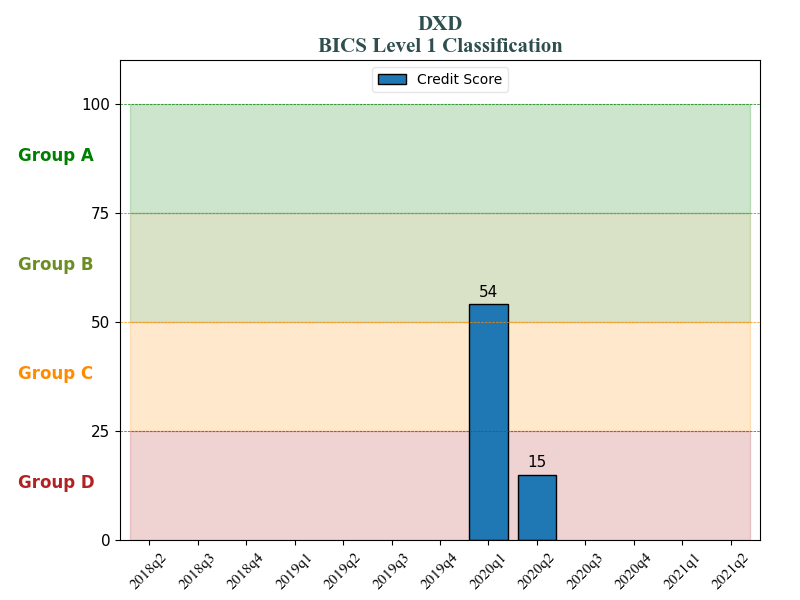 DXD
BICS Level 1 Classification
Credit Score
100
Group A
75
Group B
54
50
Group C
25
15
Group D
0
2018q2 2018q3 2018q4 2019q1 2019q2 2019q3 2019q4 2020q1 2020q2 2020q3 2020q4 2021q1 2021q2